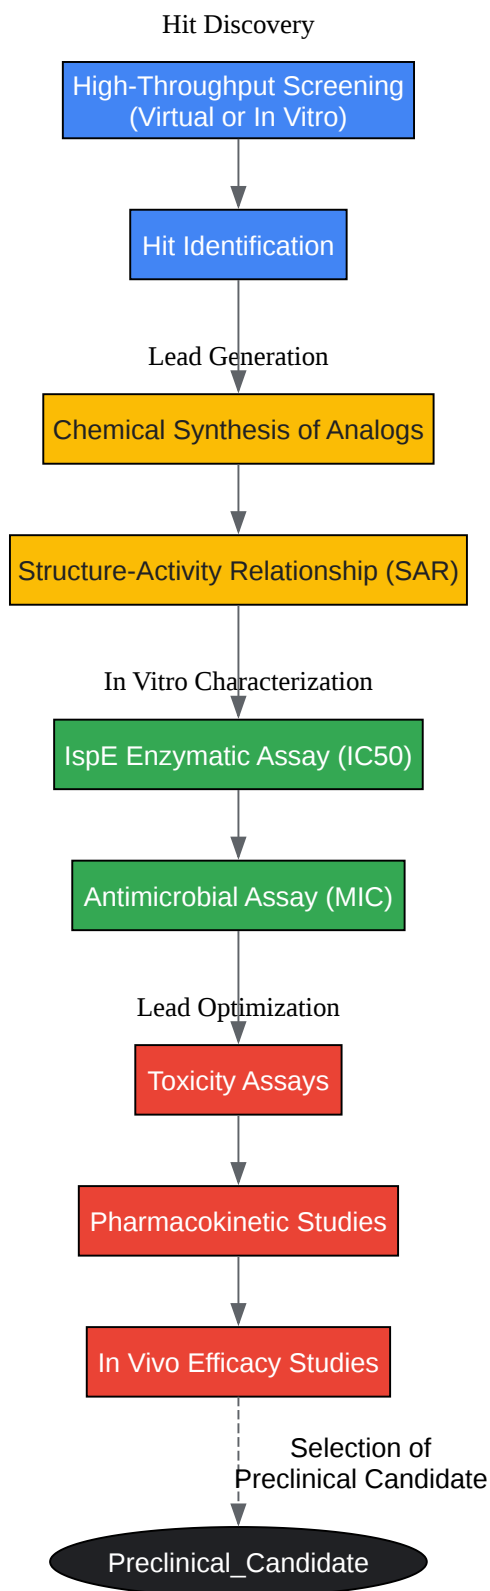 Hit Discovery
High-Throughput Screening
(Virtual or In Vitro)
Hit Identification
Lead Generation
Chemical Synthesis of Analogs
Structure-Activity Relationship (SAR)
In Vitro Characterization
IspE Enzymatic Assay (IC50)
Antimicrobial Assay (MIC)
Lead Optimization
Toxicity Assays
Pharmacokinetic Studies
In Vivo Efficacy Studies
Selection of
Preclinical Candidate
Preclinical_Candidate